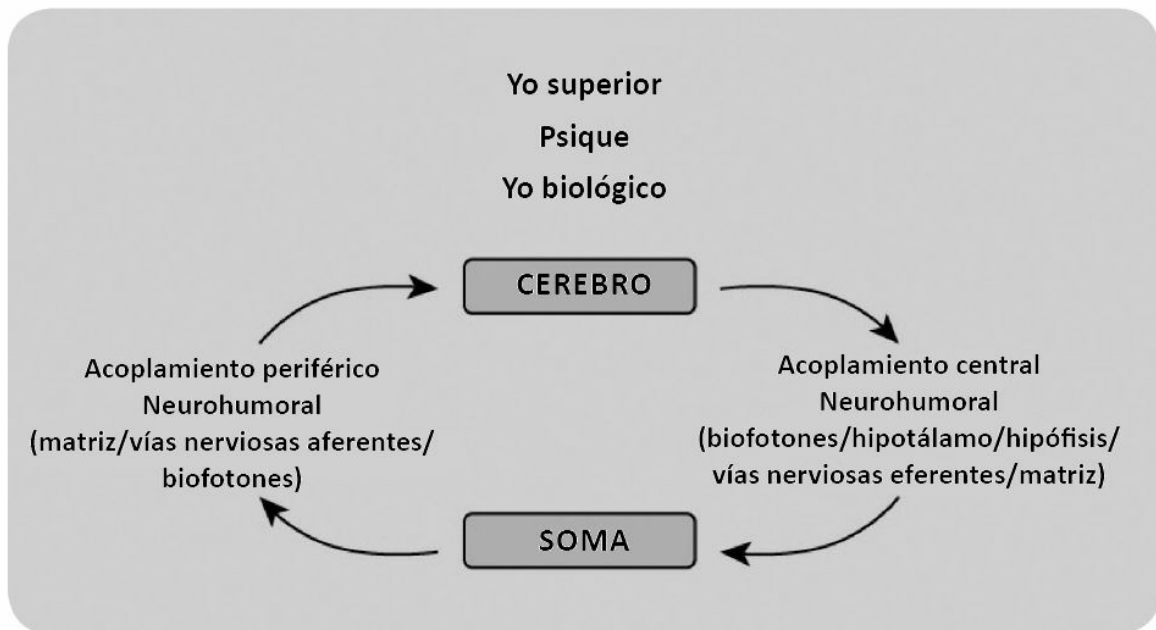 Yo superior
Psique
Yo biológico
CEREBRO
Acoplamiento periférico
Neurohumoral
(matriz/vías nerviosas aferentes/
biofotones)
Acoplamiento central
Neurohumoral
(biofotones/hipotálamo/hipófisis/
vías nerviosas eferentes/matriz)
SOMA